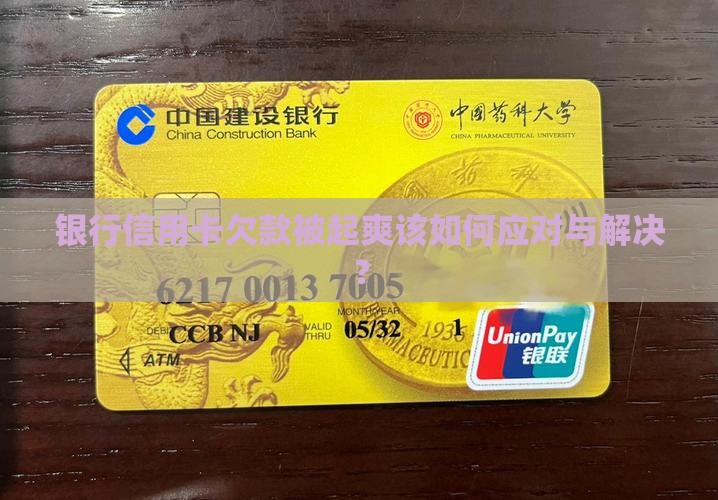 中国建设银行
China Construction Bank
中国药科大学
CHINA PHARMACEUTICAL UNIVERSITY
银行信用卡欠款被起爽该如何应对与解决
?
6217 0013 7005
MONTH/YEAR
CCB NJ
VALID THRU
05/32
1936
1
ATM
UnionPay
银联